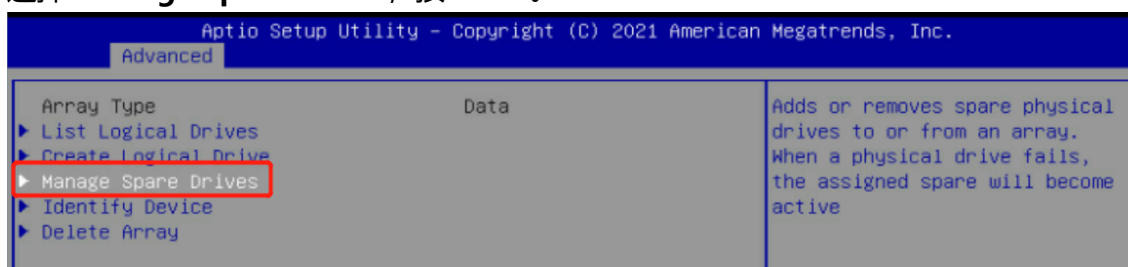 Aptio Setup Utility – Copyright (C) 2021 American Megatrends, Inc.
Advanced
Array Type Data
▶ List Logical Drives
▶ Create Logical Drive
▶ Manage Spare Drives
▶ Identify Device
▶ Delete Array
Adds or removes spare physical
drives to or from an array.
When a physical drive fails,
the assigned spare will become
active